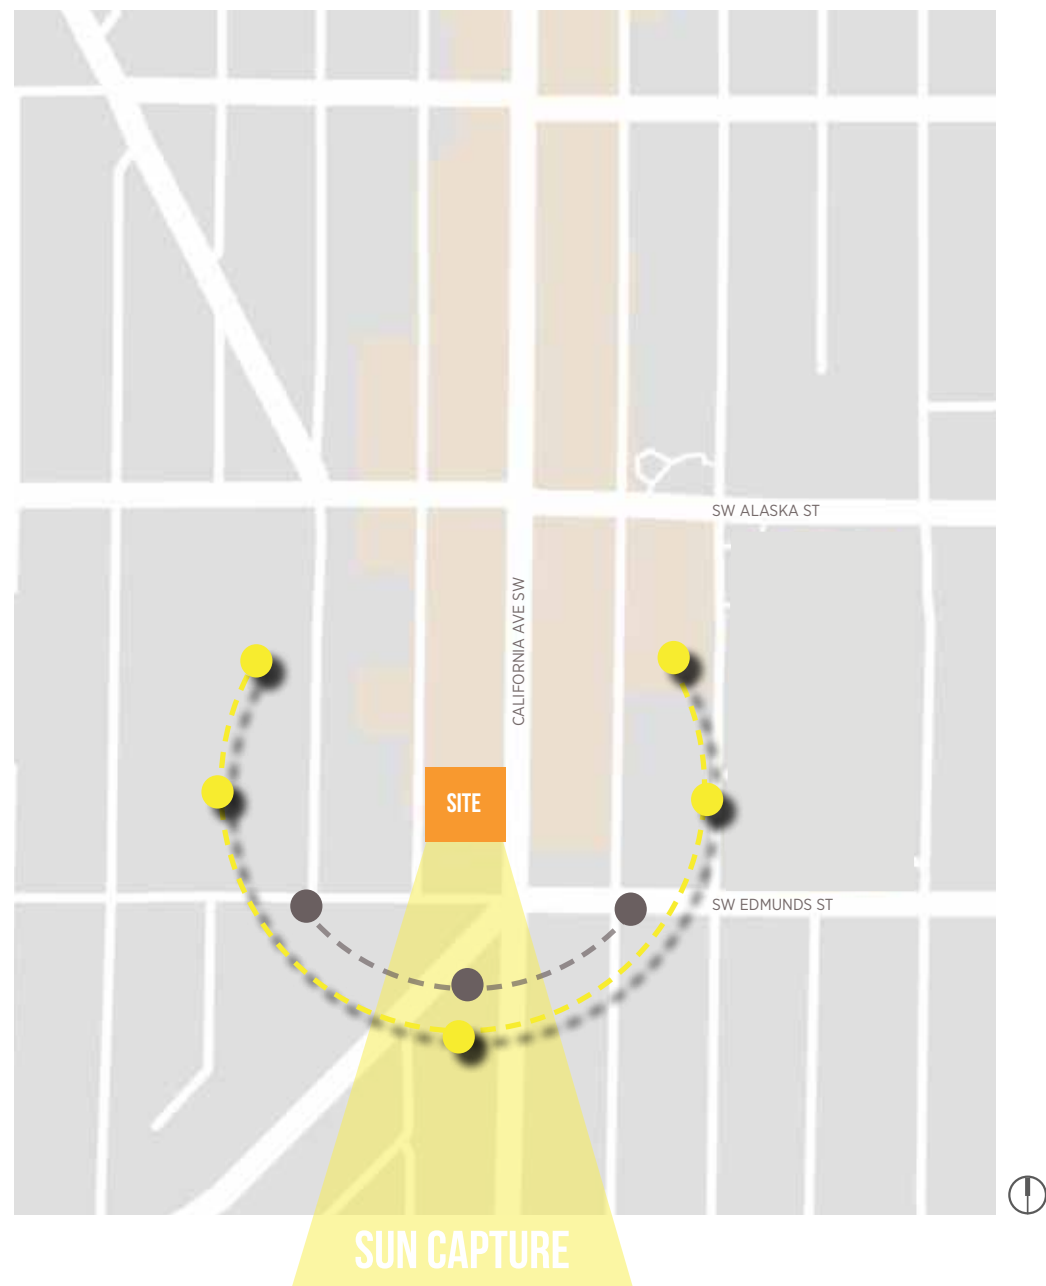 SW ALASKA ST
CALIFORNIA AVE SW
SITE
SW EDMUNDS ST
SUN CAPTURE